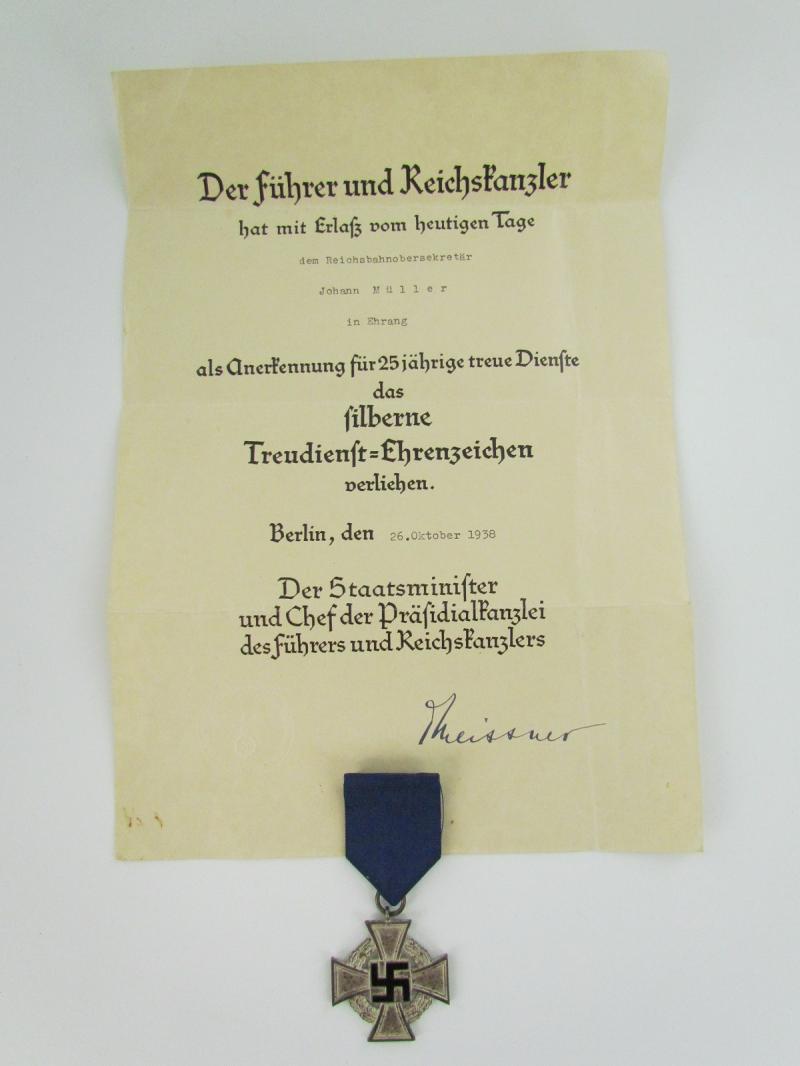 Der Führer und Reichskanzler
hat mit Erlaß vom heutigen Tage
dem Reichsbahnobersekretär
Johann M ü l l e r
in Ehrang
als Anerkennung für 25 jährige treue Dienſte
das
ſilberne
Treudienſt=Ehrenzeichen
verliehen.
Berlin, den 26.Oktober 1938
Der Staatsminiſter
und Chef der Präſidialkanzlei
des Führers und Reichskanzlers
Meissner